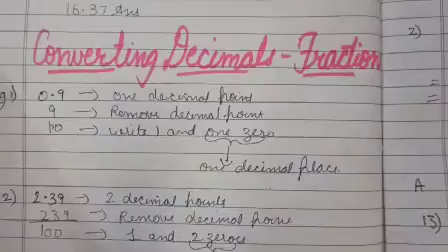 16.37 Ans
2)
Converting Decimals - Fraction
g 1) 0.9 → one decimal point
=
9 → Remove decimal point
=
10 → write 1 and one zero
one decimal place
A
2) 2.39 → 2 decimal points
239 → Remove decimal point
13)
100 → 1 and 2 zeros